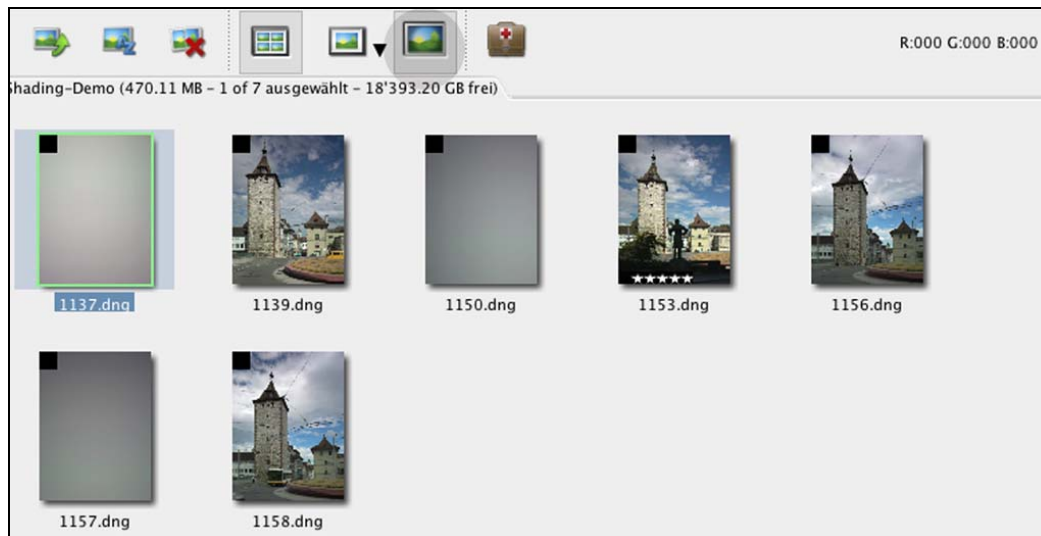 R:000 G:000 B:000
Shading-Demo (470.11 MB – 1 of 7 ausgewählt – 18'393.20 GB frei)
1137.dng
1139.dng
1150.dng
1153.dng
1156.dng
1157.dng
1158.dng